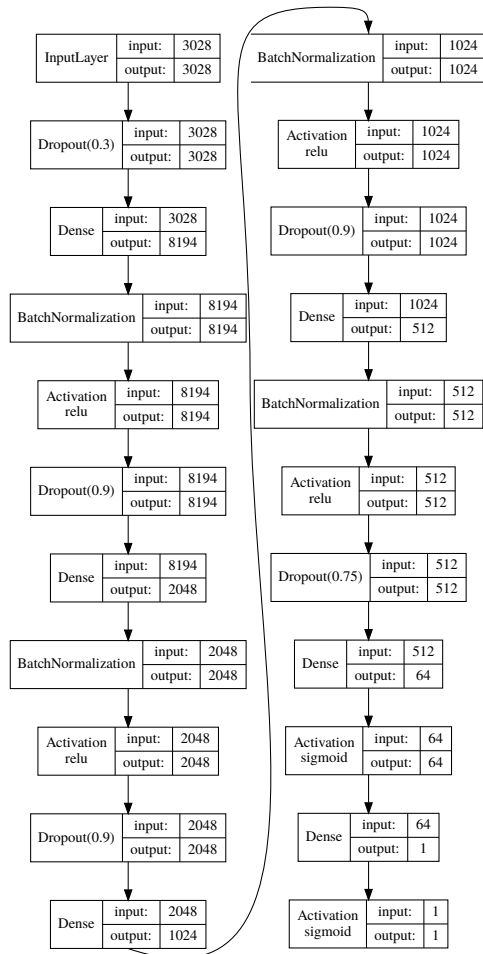 InputLayer
input: 3028
output: 3028
Dropout(0.3)
input: 3028
output: 3028
Dense
input: 3028
output: 8194
BatchNormalization
input: 8194
output: 8194
Activation
relu
input: 8194
output: 8194
Dropout(0.9)
input: 8194
output: 8194
Dense
input: 8194
output: 2048
BatchNormalization
input: 2048
output: 2048
Activation
relu
input: 2048
output: 2048
Dropout(0.9)
input: 2048
output: 2048
Dense
input: 2048
output: 1024
BatchNormalization
input: 1024
output: 1024
Activation
relu
input: 1024
output: 1024
Dropout(0.9)
input: 1024
output: 1024
Dense
input: 1024
output: 512
BatchNormalization
input: 512
output: 512
Activation
relu
input: 512
output: 512
Dropout(0.75)
input: 512
output: 512
Dense
input: 512
output: 64
Activation
sigmoid
input: 64
output: 64
Dense
input: 64
output: 1
Activation
sigmoid
input: 1
output: 1